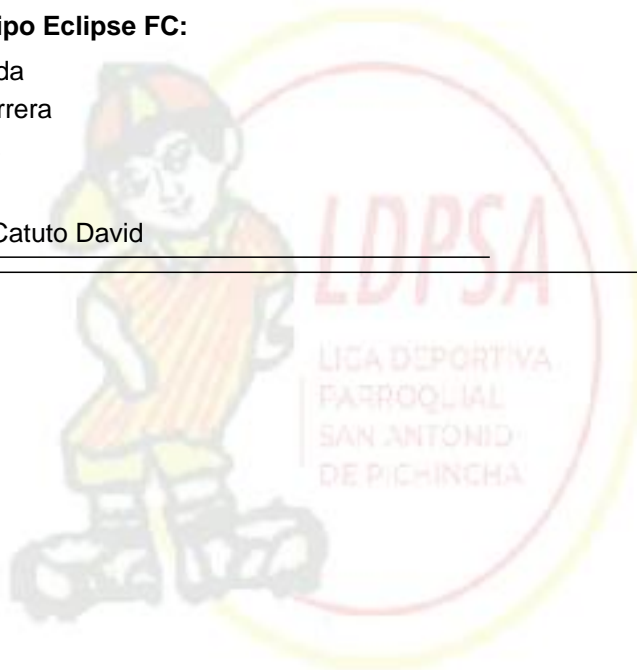 ipo Eclipse FC:
da
rrera
Catuto David
LDPSA
LIGA DEPORTIVA
PARROQUIAL
SAN ANTONIO
DE PICHINCHA